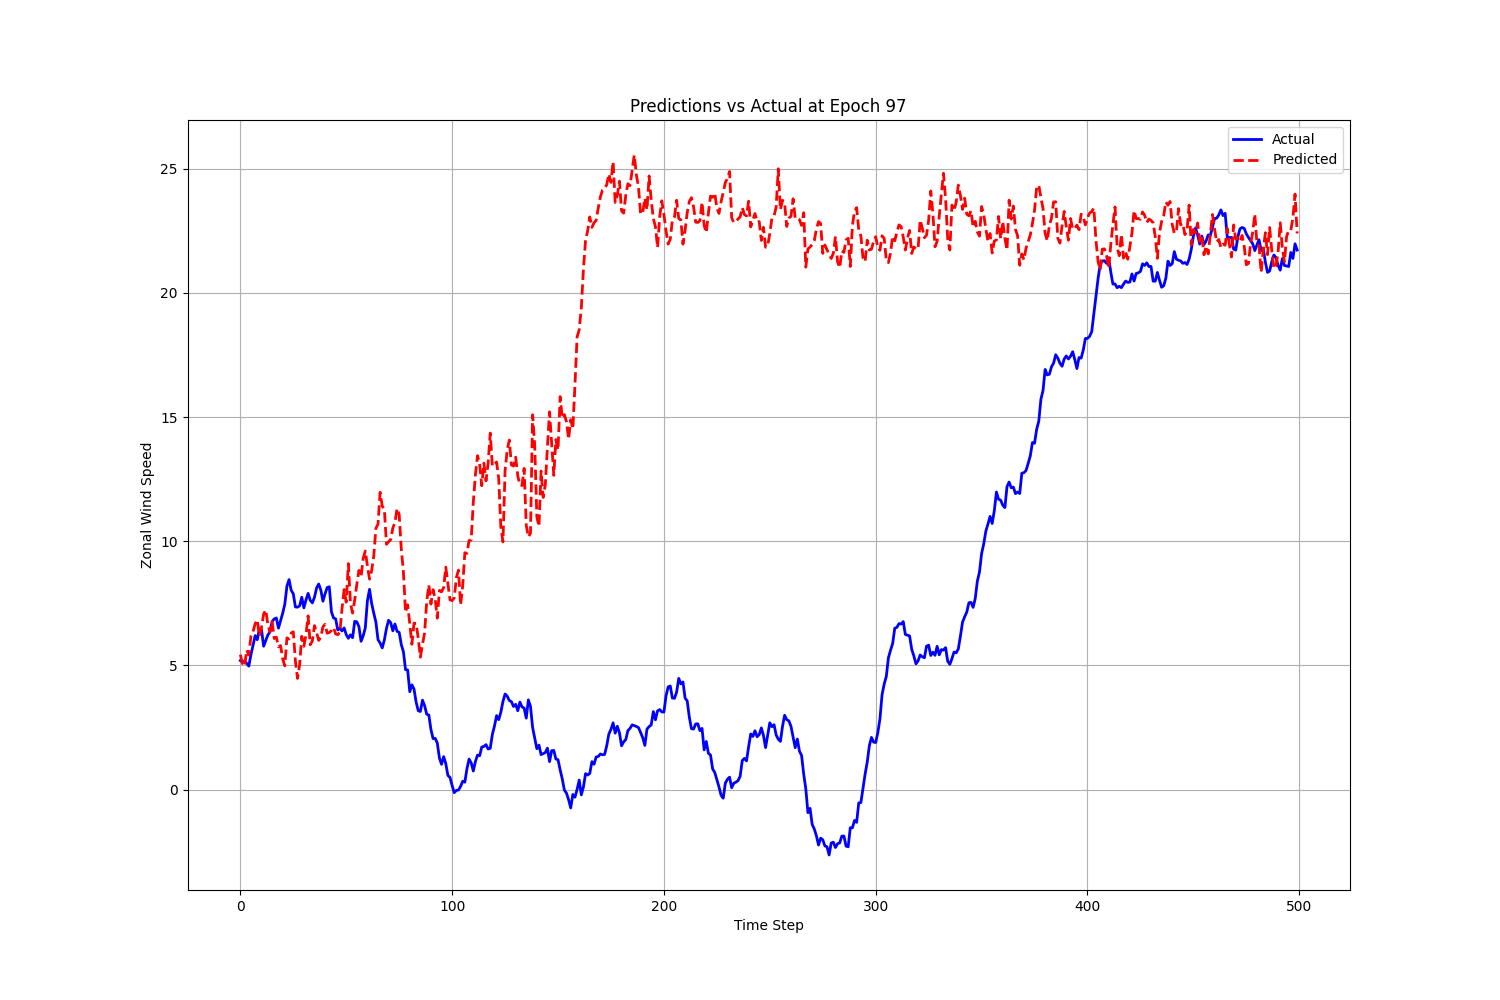 Predictions vs Actual at Epoch 97
Actual
Predicted
Zonal Wind Speed
25
20
15
10
5
0
0 100 200 300 400 500
Time Step